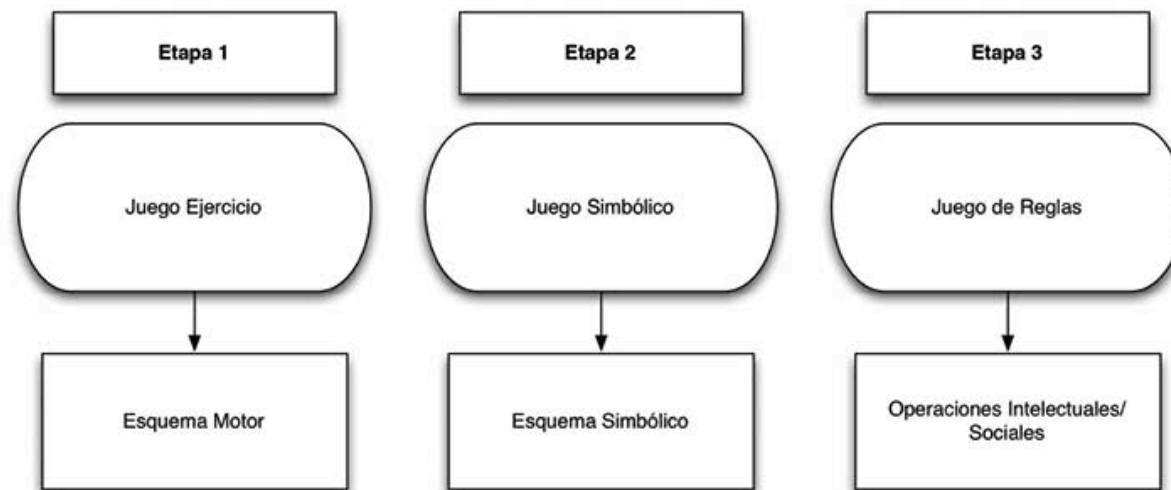 Etapa 1
Etapa 2
Etapa 3
Juego Ejercicio
Juego Simbólico
Juego de Reglas
Esquema Motor
Esquema Simbólico
Operaciones Intelectuales/
Sociales